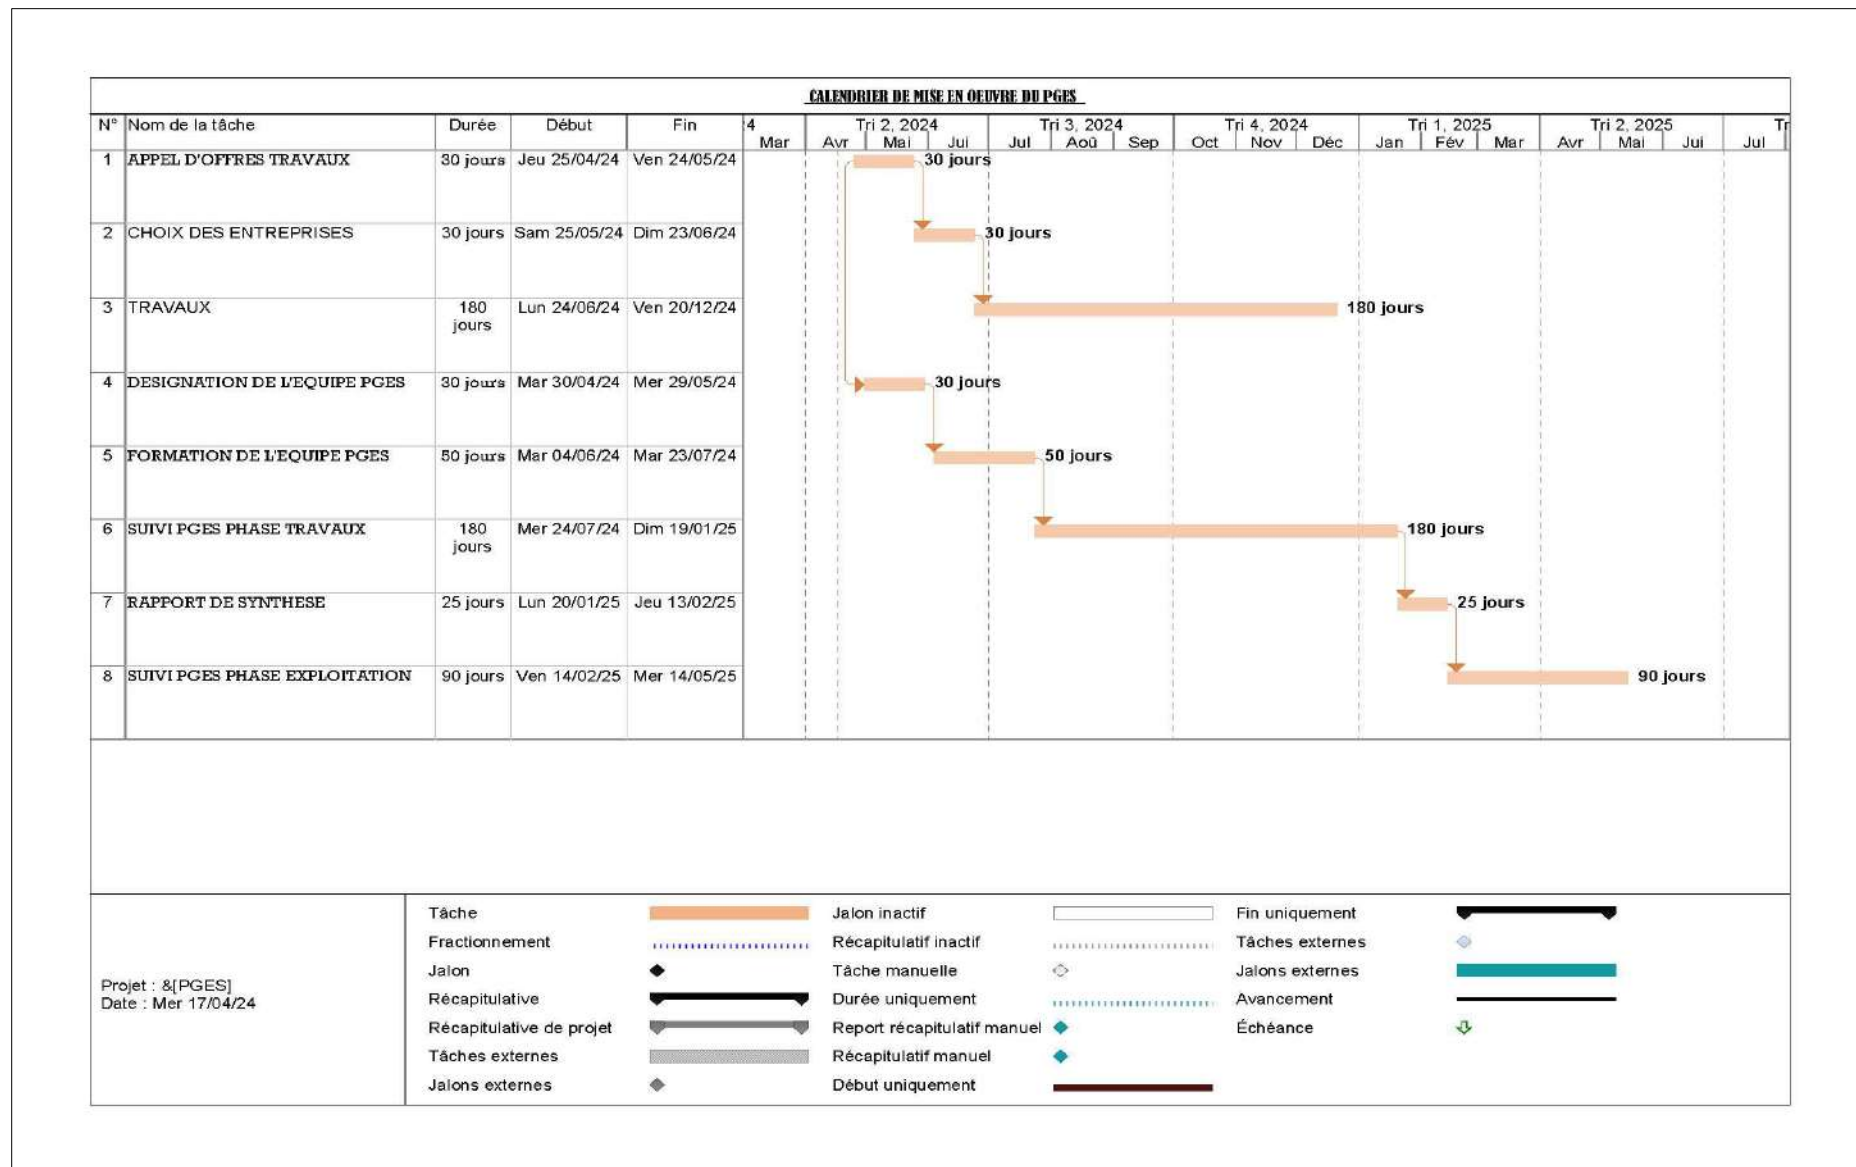 CALENDRIER DE MISE EN OEUVRE DU PGES
N° Nom de la tâche Durée Début Fin :4 Tri 2, 2024 Tri 3, 2024 Tri 4, 2024 Tri 1, 2025 Tri 2, 2025 Tr
Mar Avr Mai Jui Jul Aoû Sep Oct Nov Déc Jan Fév Mar Avr Mai Jui Jul
1 APPEL D'OFFRES TRAVAUX 30 jours Jeu 25/04/24 Ven 24/05/24 30 jours
2 CHOIX DES ENTREPRISES 30 jours Sam 25/05/24 Dim 23/06/24 30 jours
3 TRAVAUX 180 Lun 24/06/24 Ven 20/12/24 180 jours
jours
4 DESIGNATION DE L'EQUIPE PGES 30 jours Mar 30/04/24 Mer 29/05/24 30 jours
5 FORMATION DE L'EQUIPE PGES 50 jours Mar 04/06/24 Mar 23/07/24 50 jours
6 SUIVI PGES PHASE TRAVAUX 180 Mer 24/07/24 Dim 19/01/25 180 jours
jours
7 RAPPORT DE SYNTHESE 25 jours Lun 20/01/25 Jeu 13/02/25 25 jours
8 SUIVI PGES PHASE EXPLOITATION 90 jours Ven 14/02/25 Mer 14/05/25 90 jours
Projet : &[PGES]
Date : Mer 17/04/24
Tâche
Fractionnement
Jalon
Récapitulative
Récapitulative de projet
Tâches externes
Jalons externes
Jalon inactif
Récapitulatif inactif
Tâche manuelle
Durée uniquement
Report récapitulatif manuel
Récapitulatif manuel
Début uniquement
Fin uniquement
Tâches externes
Jalons externes
Avancement
Échéance